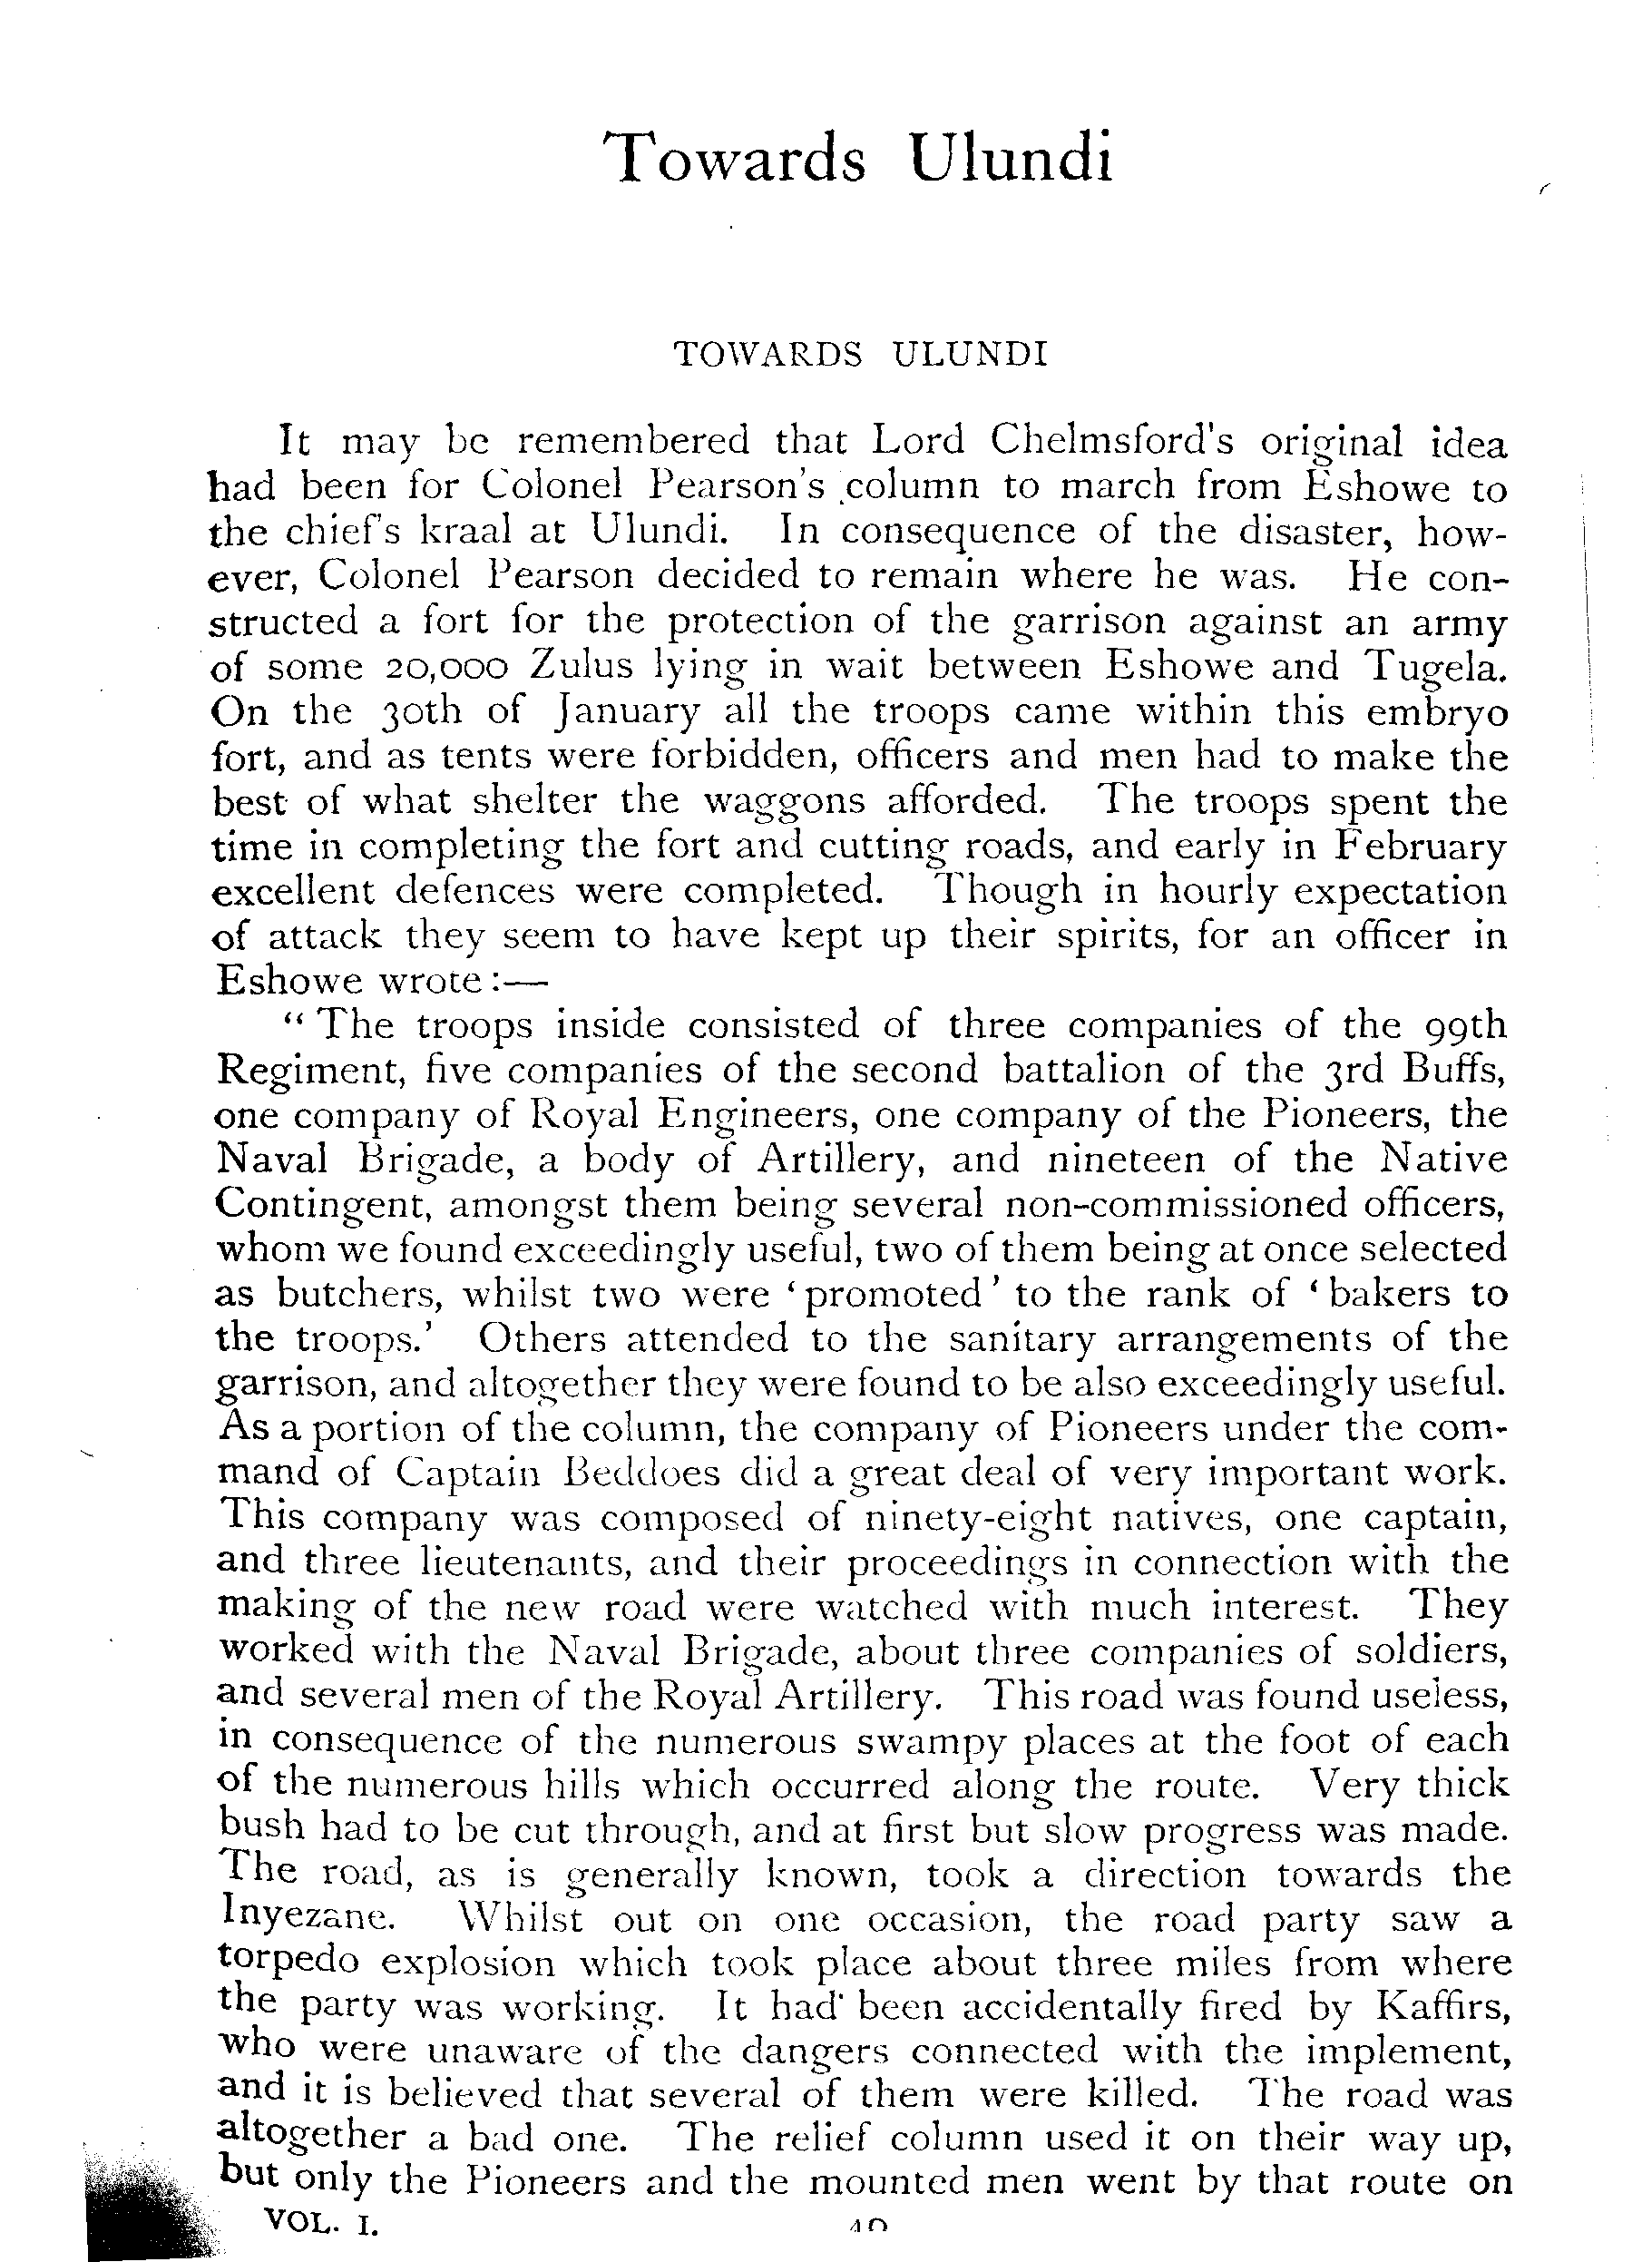 Towards Ulundi
TOWARDS ULUNDI
It may be remembered that Lord Chelmsford's original idea
had been for Colonel Pearson's column to march from Eshowe to
the chief's kraal at Ulundi. In consequence of the disaster, how-
ever, Colonel Pearson decided to remain where he was. He con-
structed a fort for the protection of the garrison against an army
of some 20,000 Zulus lying in wait between Eshowe and Tugela.
On the 30th of January all the troops came within this embryo
fort, and as tents were forbidden, officers and men had to make the
best of what shelter the waggons afforded. The troops spent the
time in completing the fort and cutting roads, and early in February
excellent defences were completed. Though in hourly expectation
of attack they seem to have kept up their spirits, for an officer in
Eshowe wrote:—
“The troops inside consisted of three companies of the 99th
Regiment, five companies of the second battalion of the 3rd Buffs,
one company of Royal Engineers, one company of the Pioneers, the
Naval Brigade, a body of Artillery, and nineteen of the Native
Contingent, amongst them being several non-commissioned officers,
whom we found exceedingly useful, two of them being at once selected
as butchers, whilst two were ‘promoted’ to the rank of ‘bakers to
the troops.’ Others attended to the sanitary arrangements of the
garrison, and altogether they were found to be also exceedingly useful.
As a portion of the column, the company of Pioneers under the com-
mand of Captain Beddoes did a great deal of very important work.
This company was composed of ninety-eight natives, one captain,
and three lieutenants, and their proceedings in connection with the
making of the new road were watched with much interest. They
worked with the Naval Brigade, about three companies of soldiers,
and several men of the Royal Artillery. This road was found useless,
in consequence of the numerous swampy places at the foot of each
of the numerous hills which occurred along the route. Very thick
bush had to be cut through, and at first but slow progress was made.
The road, as is generally known, took a direction towards the
Inyezane. Whilst out on one occasion, the road party saw a
torpedo explosion which took place about three miles from where
the party was working. It had been accidentally fired by Kaffirs,
who were unaware of the dangers connected with the implement,
and it is believed that several of them were killed. The road was
altogether a bad one. The relief column used it on their way up,
but only the Pioneers and the mounted men went by that route on
VOL. I.